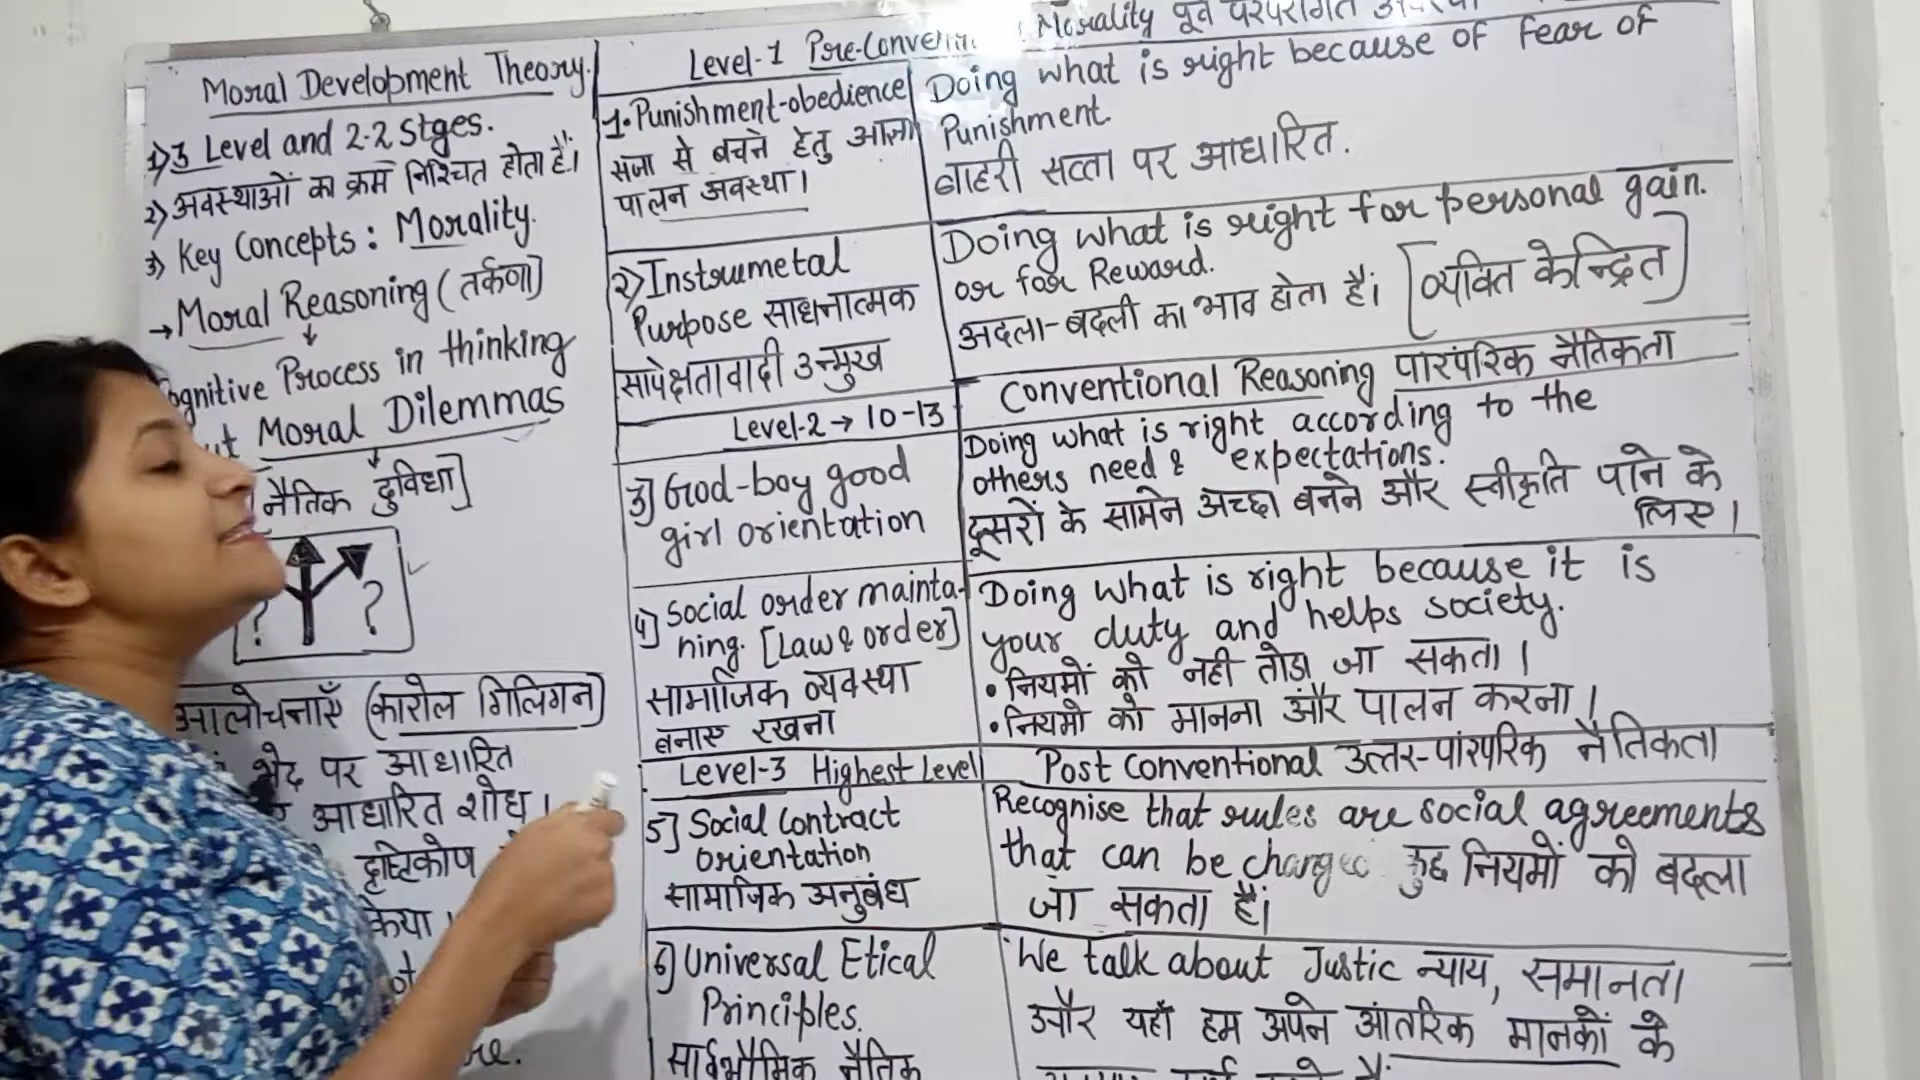 Moral Development Theory.
1) 3 Level and 2-2 Stges.
2) अवस्थाओं का क्रम निश्चित होता है।
3) Key Concepts: Morality.
→ Moral Reasoning (तर्कणा)
Process in thinking
Moral Dilemmas
नैतिक दुविधा]
? ?
आलोचनाएँ (कारोल गिलिगन)
भेद पर आधारित
आधारित शोध।
दृष्टिकोण
किया।
Level-1 Morality पूर्व परंपरागत
1. Punishment-obedience
सजा से बचने हेतु आज्ञा
पालन अवस्था।
Doing what is right because of fear of
Punishment.
बाहरी सत्ता पर आधारित.
2) Instrumetal
Purpose साधनात्मक
सापेक्षतावादी उन्मुख
Doing what is right for personal gain.
or for Reward.
अदला-बदली का भाव होता है। [व्यक्ति केन्द्रित]
Level-2 → 10-13 Conventional Reasoning पारंपरिक नैतिकता
3] God-boy good
girl orientation
Doing what is right according to the
others need & expectations.
दूसरों के सामने अच्छा बनने और स्वीकृति पाने के
लिए।
4] Social order mainta-
ning. [Law & order]
सामाजिक व्यवस्था
बनाए रखना
Doing what is right because it is
your duty and helps society.
• नियमों को नही तोडा जा सकता।
• नियमो को मानना और पालन करना।
Level-3 Highest Level Post Conventional उत्तर-पांरपरिक नैतिकता
5] Social Contract
Orientation
सामाजिक अनुबंध
Recognise that rules are social agreements
that can be कुछ नियमों को बदला
जा सकता है।
6] Universal Etical
Principles.
सार्वभौमिक नैतिक
We talk about Justic न्याय, समानता
और यहाँ हम अपने आंतरिक मानकों के